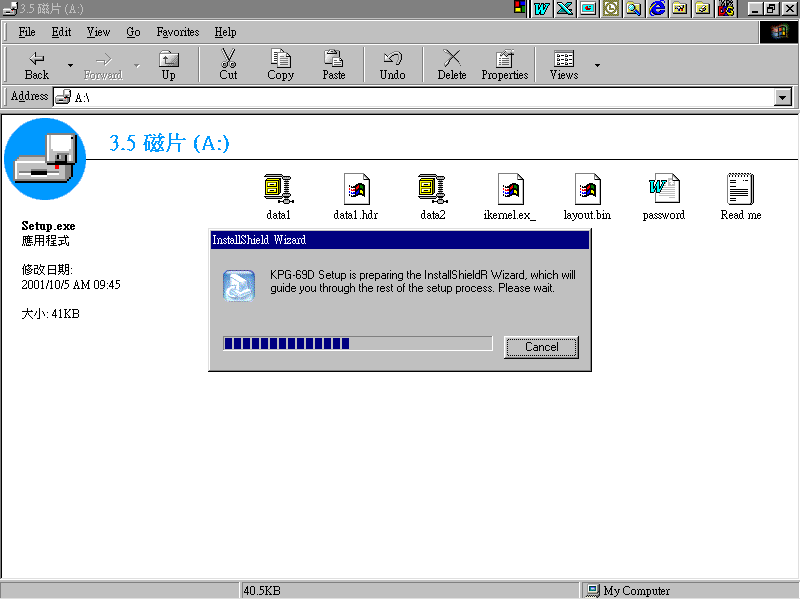 3.5 磁片 (A:)
File Edit View Go Favorites Help
Back Forward Up Cut Copy Paste Undo Delete Properties Views
Address A:\
3.5 磁片 (A:)
data1 data1.hdr data2 ikernel.ex_ layout.bin password Read me
Setup.exe
應用程式
修改日期:
2001/10/5 AM 09:45
大小: 41KB
InstallShield Wizard
KPG-69D Setup is preparing the InstallShieldR Wizard, which will
guide you through the rest of the setup process. Please wait.
Cancel
40.5KB My Computer